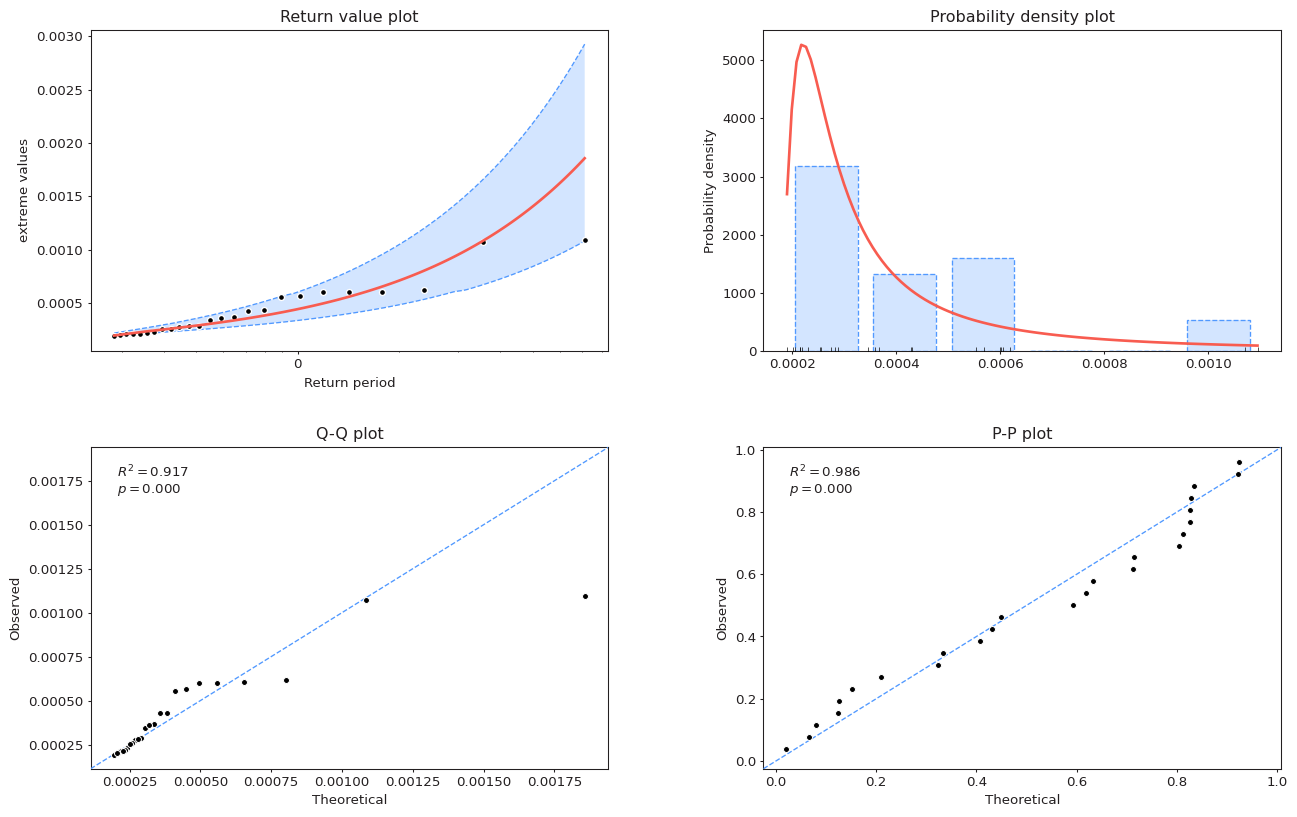 Return value plot
0.0030
0.0025
0.0020
0.0015
0.0010
0.0005
extreme values
0
Return period
Probability density plot
5000
4000
3000
2000
1000
0
Probability density
0.0002 0.0004 0.0006 0.0008 0.0010
Q-Q plot
R² = 0.917
p = 0.000
0.00175
0.00150
0.00125
0.00100
0.00075
0.00050
0.00025
Observed
0.00025 0.00050 0.00075 0.00100 0.00125 0.00150 0.00175
Theoretical
P-P plot
R² = 0.986
p = 0.000
1.0
0.8
0.6
0.4
0.2
0.0
Observed
0.0 0.2 0.4 0.6 0.8 1.0
Theoretical